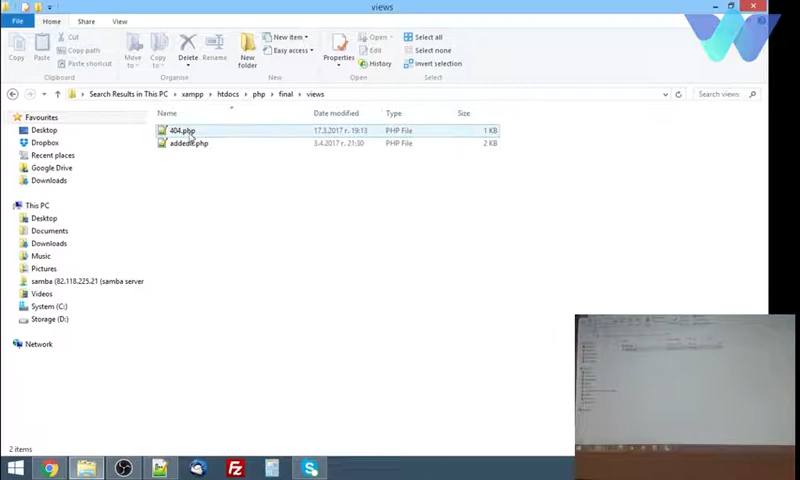 views
File Home Share View
Cut
Copy path
Paste shortcut
Copy Paste
Clipboard
Move to Copy to Delete Rename
Organise
New folder
New item
Easy access
New
Properties
Open
Edit
History
Open
Select all
Select none
Invert selection
Select
Search Results in This PC xampp htdocs php final views
Search views
Name Date modified Type Size
404.php 17.3.2017 г. 19:13 PHP File 1 KB
addedit.php 3.4.2017 г. 21:30 PHP File 2 KB
Favourites
Desktop
Dropbox
Recent places
Google Drive
Downloads
This PC
Desktop
Documents
Downloads
Music
Pictures
samba (82.118.225.21 (samba server
Videos
System (C:)
Storage (D:)
Network
2 items